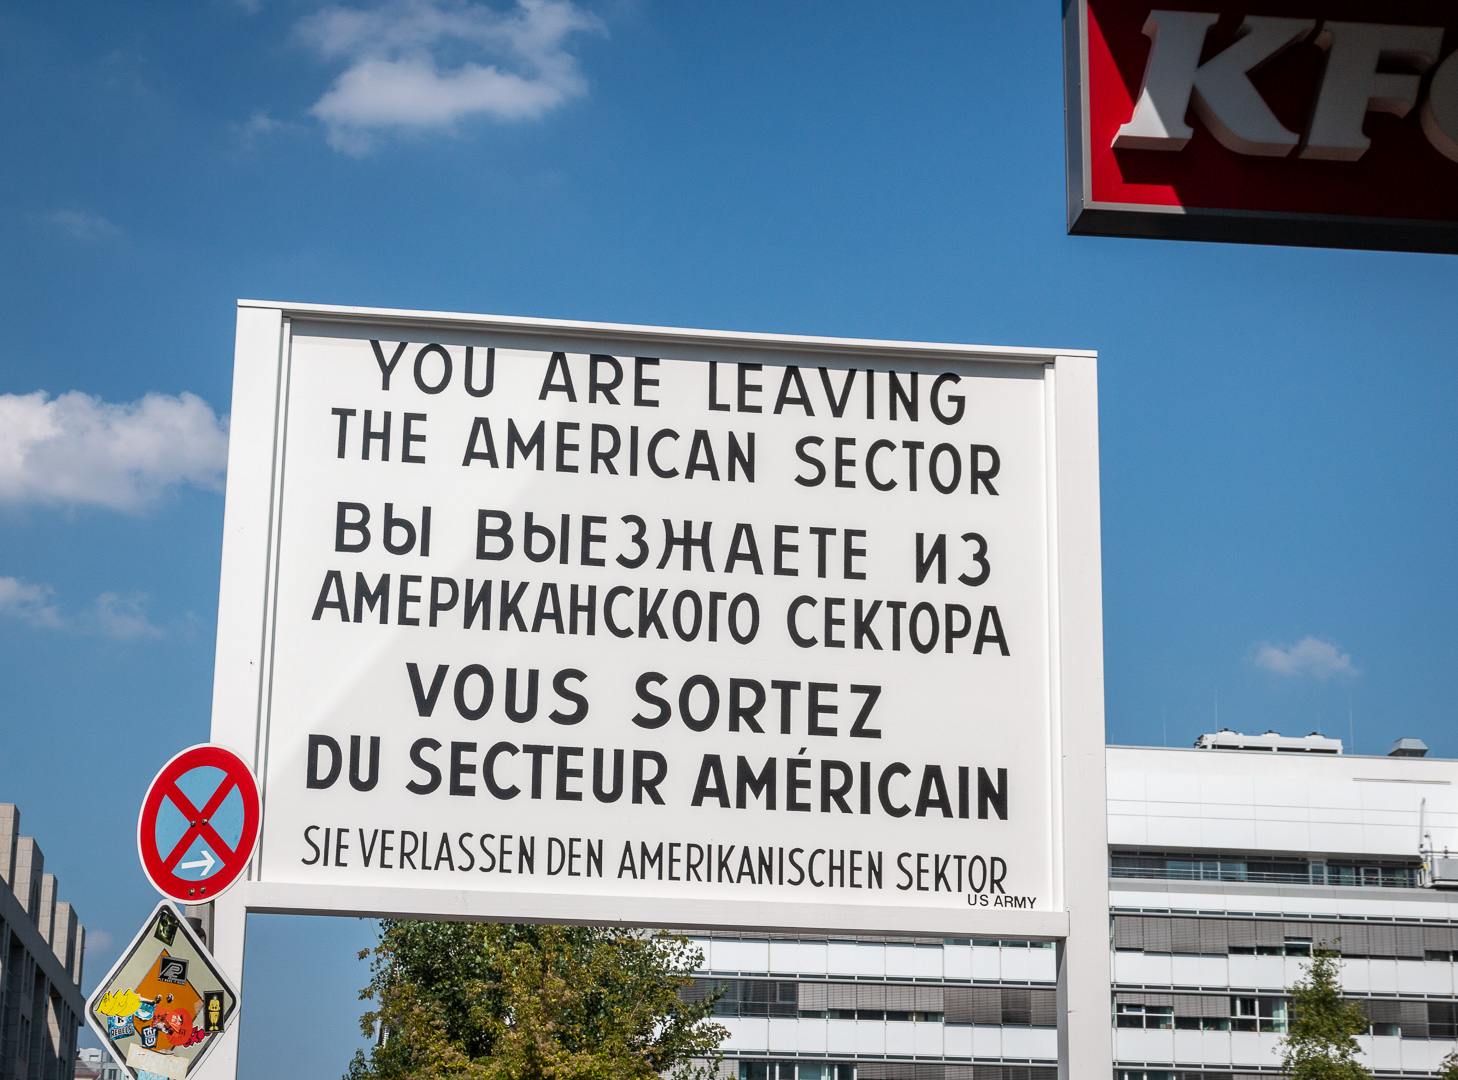 KFC
YOU ARE LEAVING
THE AMERICAN SECTOR
ВЫ ВЫЕЗЖАЕТЕ ИЗ
АМЕРИКАНСКОГО СЕКТОРА
VOUS SORTEZ
DU SECTEUR AMÉRICAIN
SIE VERLASSEN DEN AMERIKANISCHEN SEKTOR
US ARMY
REBELS